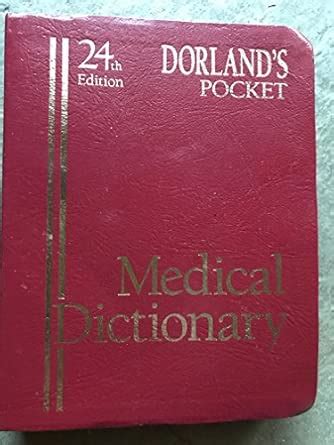 24th
Edition
DORLAND'S
POCKET
Medical
Dictionary